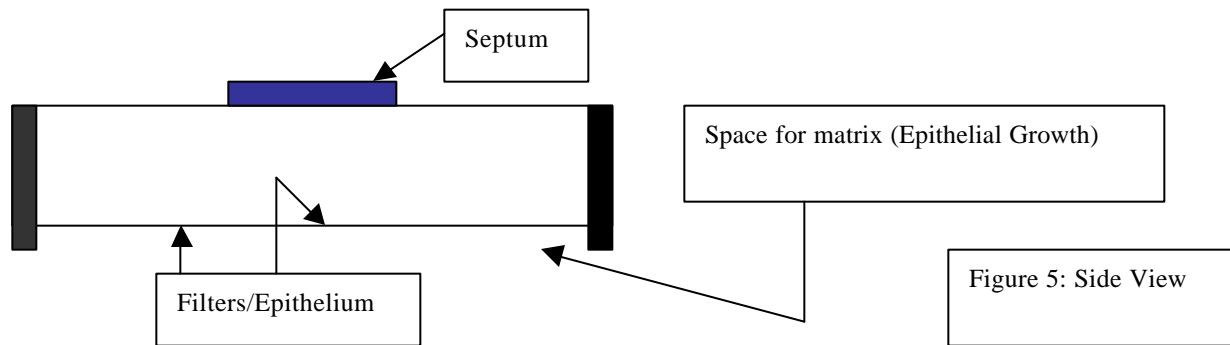 Septum
Space for matrix (Epithelial Growth)
Figure 5: Side View
Filters/Epithelium